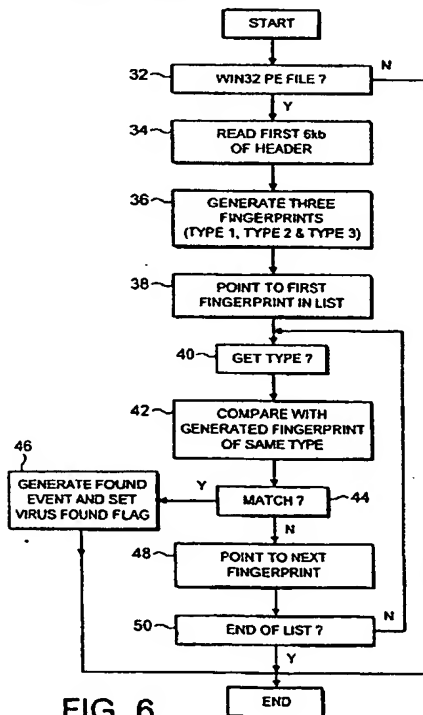 START
32
WIN32 PE FILE ?
N
Y
34
READ FIRST 6kb
OF HEADER
36
GENERATE THREE
FINGERPRINTS
(TYPE 1, TYPE 2 & TYPE 3)
38
POINT TO FIRST
FINGERPRINT IN LIST
40
GET TYPE ?
42
COMPARE WITH
GENERATED FINGERPRINT
OF SAME TYPE
46
GENERATE FOUND
EVENT AND SET
VIRUS FOUND FLAG
Y
MATCH ?
44
N
48
POINT TO NEXT
FINGERPRINT
50
END OF LIST ?
N
Y
END
FIG. 6